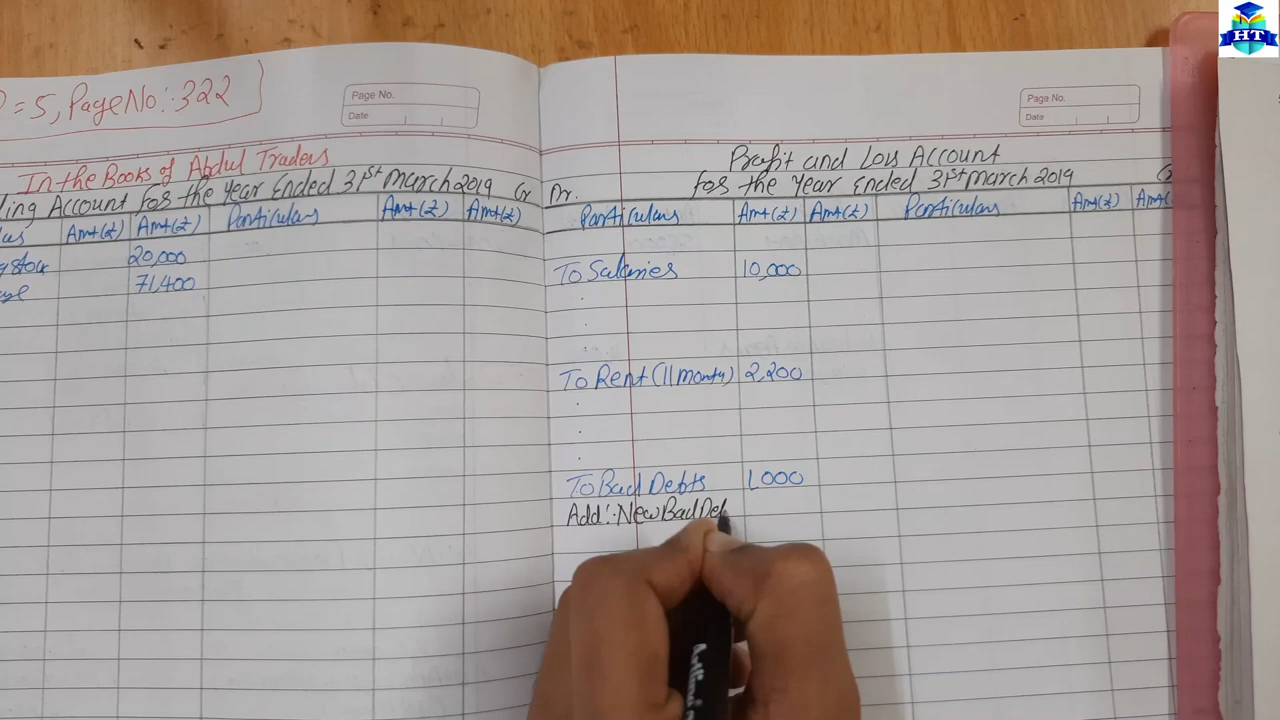 HT
= 5, Page No:- 322
Page No.
Date
In the Books of Abdul Traders
ling Account for the Year Ended 31st March 2019 Cr
Amt(₹) Amt(₹) Particulars Amt(₹) Amt(₹)
g stock 20,000
71,400
Page No.
Date
Profit and Loss Account
Dr. for the Year Ended 31st March 2019
Particulars Amt(₹) Amt(₹) Particulars Amt(₹) Amt(
To Salaries 10,000
To Rent (11 month) 2,200
To Bad Debts 1,000
Add:- New Bad Deb